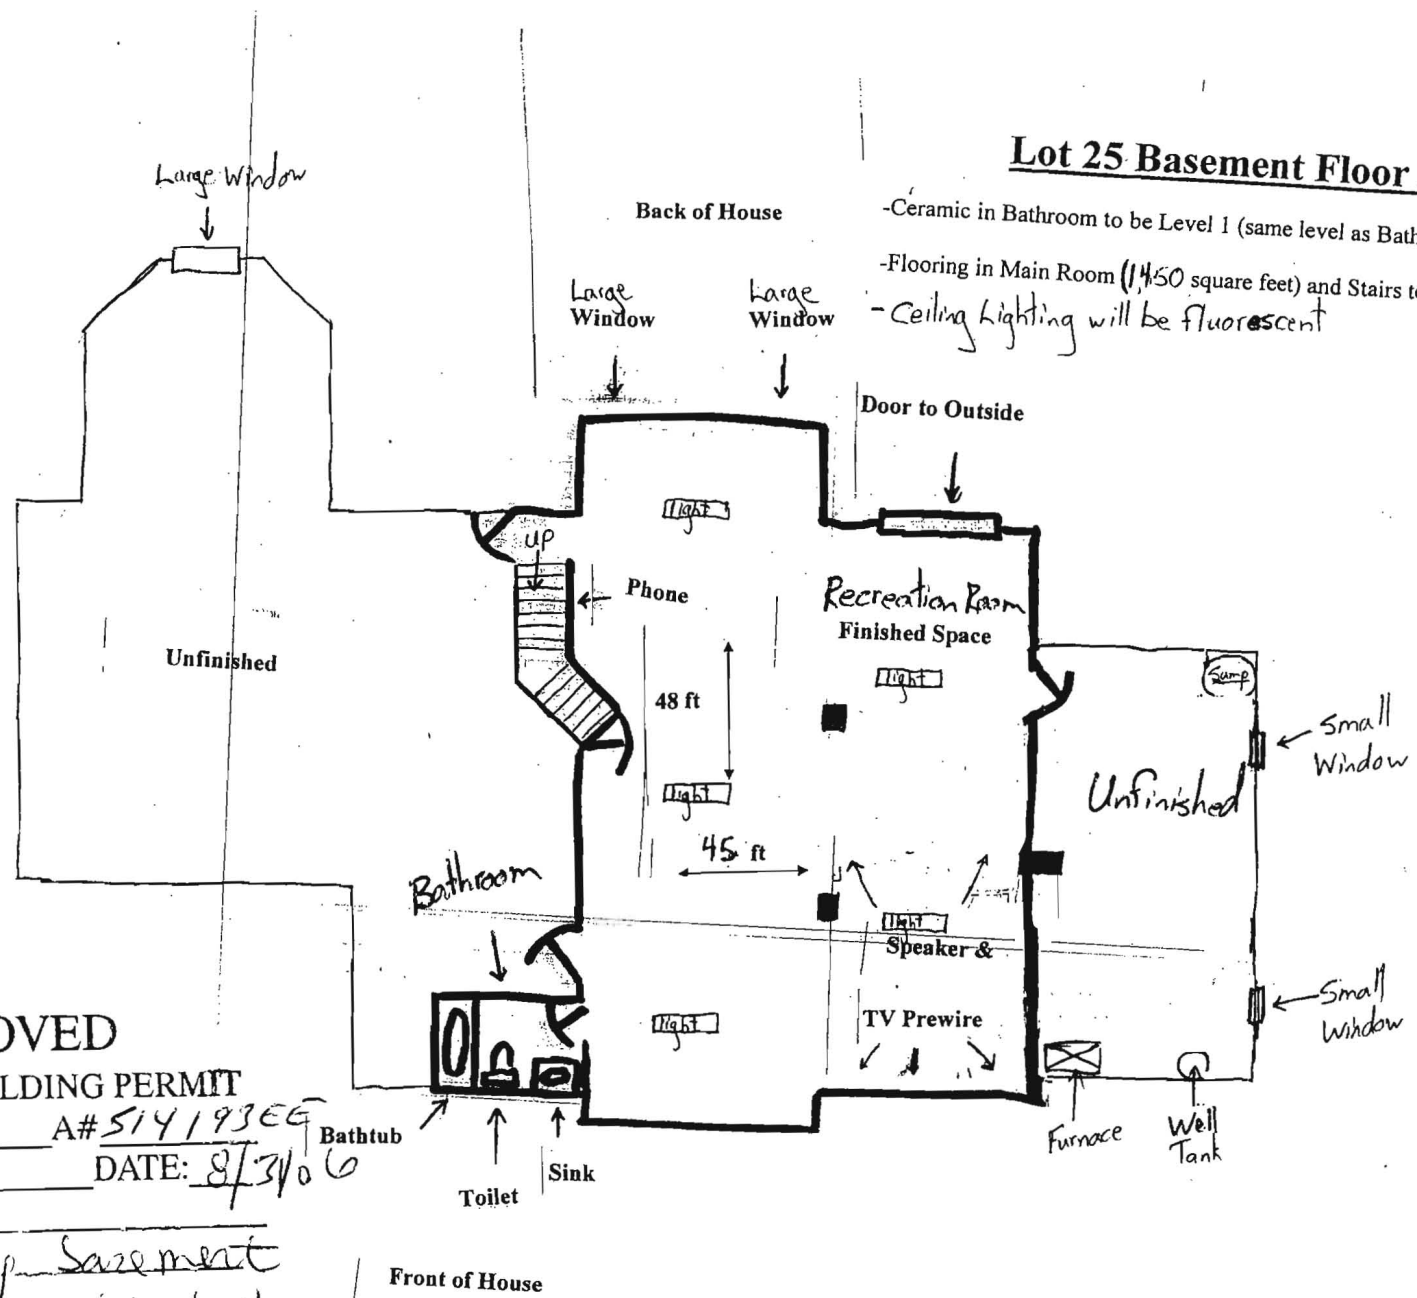 Lot 25 Basement Floor
Large Window
Back of House
-Ceramic in Bathroom to be Level 1 (same level as Bath
-Flooring in Main Room (1,450 square feet) and Stairs to
- Ceiling Lighting will be fluorescent
Large
Window
Large
Window
Door to Outside
light
UP
Phone
Recreation Room
Finished Space
Unfinished
light
Sump
48 ft
Small
Window
Unfinished
light
45 ft
Bathroom
light
Speaker &
Small
Window
light
TV Prewire
OVED
LDING PERMIT
A# 514193EG
DATE: 8/31/06
Bathtub
Toilet
Sink
Furnace
Well
Tank
Basement
Front of House